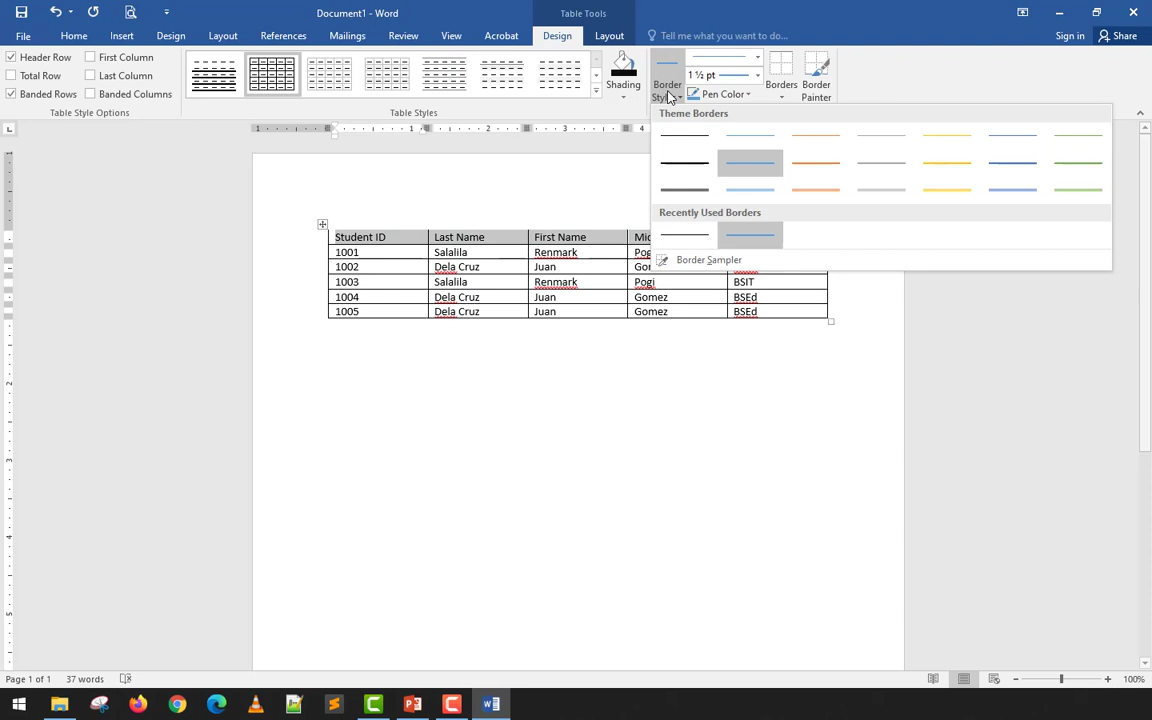 Document1 - Word
Table Tools
File Home Insert Design Layout References Mailings Review View Acrobat Design Layout Tell me what you want to do... Sign in Share
Header Row First Column
Total Row Last Column
Banded Rows Banded Columns
Table Style Options
Table Styles
Shading
Border
1 ½ pt
Pen Color
Borders
Border
Painter
Theme Borders
Recently Used Borders
Border Sampler
Student ID Last Name First Name
1001 Salalila Renmark
1002 Dela Cruz Juan
1003 Salalila Renmark Pogi BSIT
1004 Dela Cruz Juan Gomez BSEd
1005 Dela Cruz Juan Gomez BSEd
Page 1 of 1 37 words
100%